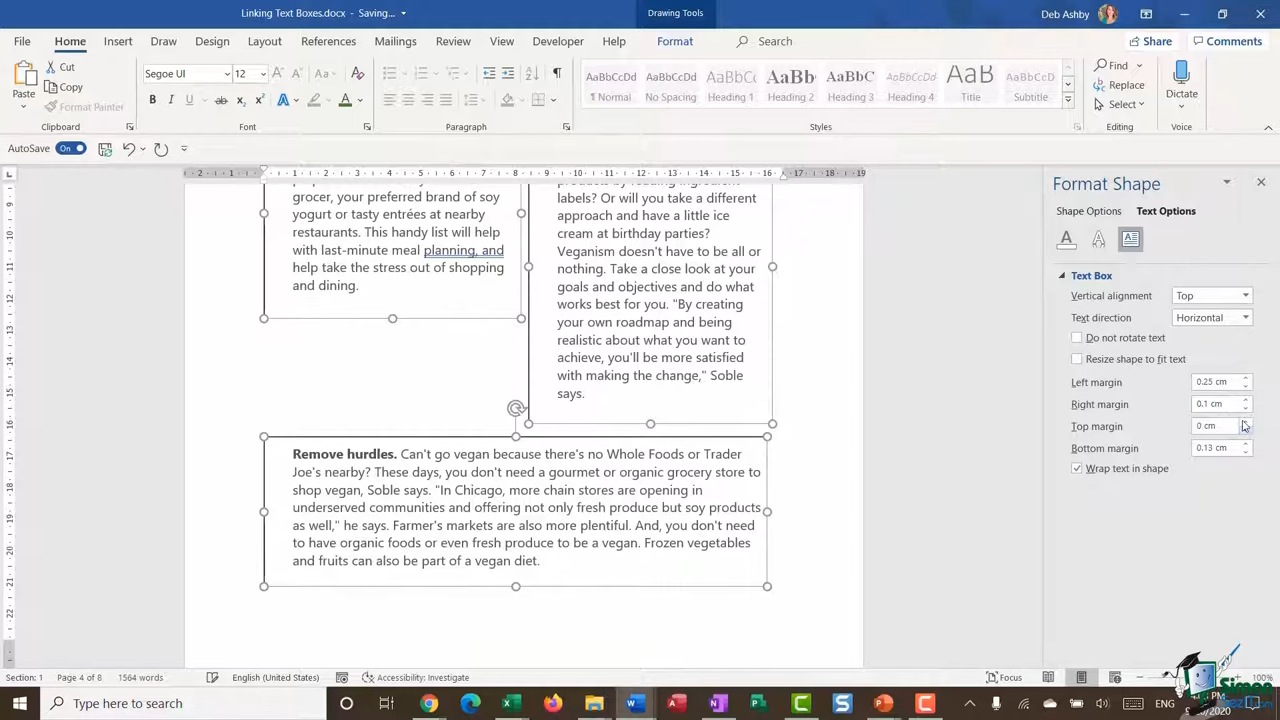 Linking Text Boxes.docx - Saving...
Drawing Tools
Deb Ashby
File Home Insert Draw Design Layout References Mailings Review View Developer Help Format Search Share Comments
Paste Cut Copy Format Painter Clipboard
Segoe UI 12 Font
Paragraph
AaBbCcDd AaBbCcDd AaBbCcD AaBb AaBbC AaBbCcDd AaB AaBbCcD
¶ Normal No Spacing Heading 1 Heading 2 Heading 3 Heading 4 Title Subtitle
Styles
Find Replace Select Editing
Dictate Voice
AutoSave On
grocer, your preferred brand of soy
yogurt or tasty entrées at nearby
restaurants. This handy list will help
with last-minute meal planning, and
help take the stress out of shopping
and dining.
products by reading ingredient
labels? Or will you take a different
approach and have a little ice
cream at birthday parties?
Veganism doesn't have to be all or
nothing. Take a close look at your
goals and objectives and do what
works best for you. "By creating
your own roadmap and being
realistic about what you want to
achieve, you'll be more satisfied
with making the change," Soble
says.
Remove hurdles. Can't go vegan because there's no Whole Foods or Trader
Joe's nearby? These days, you don't need a gourmet or organic grocery store to
shop vegan, Soble says. "In Chicago, more chain stores are opening in
underserved communities and offering not only fresh produce but soy products
as well," he says. Farmer's markets are also more plentiful. And, you don't need
to have organic foods or even fresh produce to be a vegan. Frozen vegetables
and fruits can also be part of a vegan diet.
Format Shape
Shape Options Text Options
Text Box
Vertical alignment Top
Text direction Horizontal
Do not rotate text
Resize shape to fit text
Left margin 0.25 cm
Right margin 0.1 cm
Top margin 0 cm
Bottom margin 0.13 cm
Wrap text in shape
Section: 1 Page 4 of 8 1564 words English (United States) Accessibility: Investigate Focus 100%
Type here to search
Simon